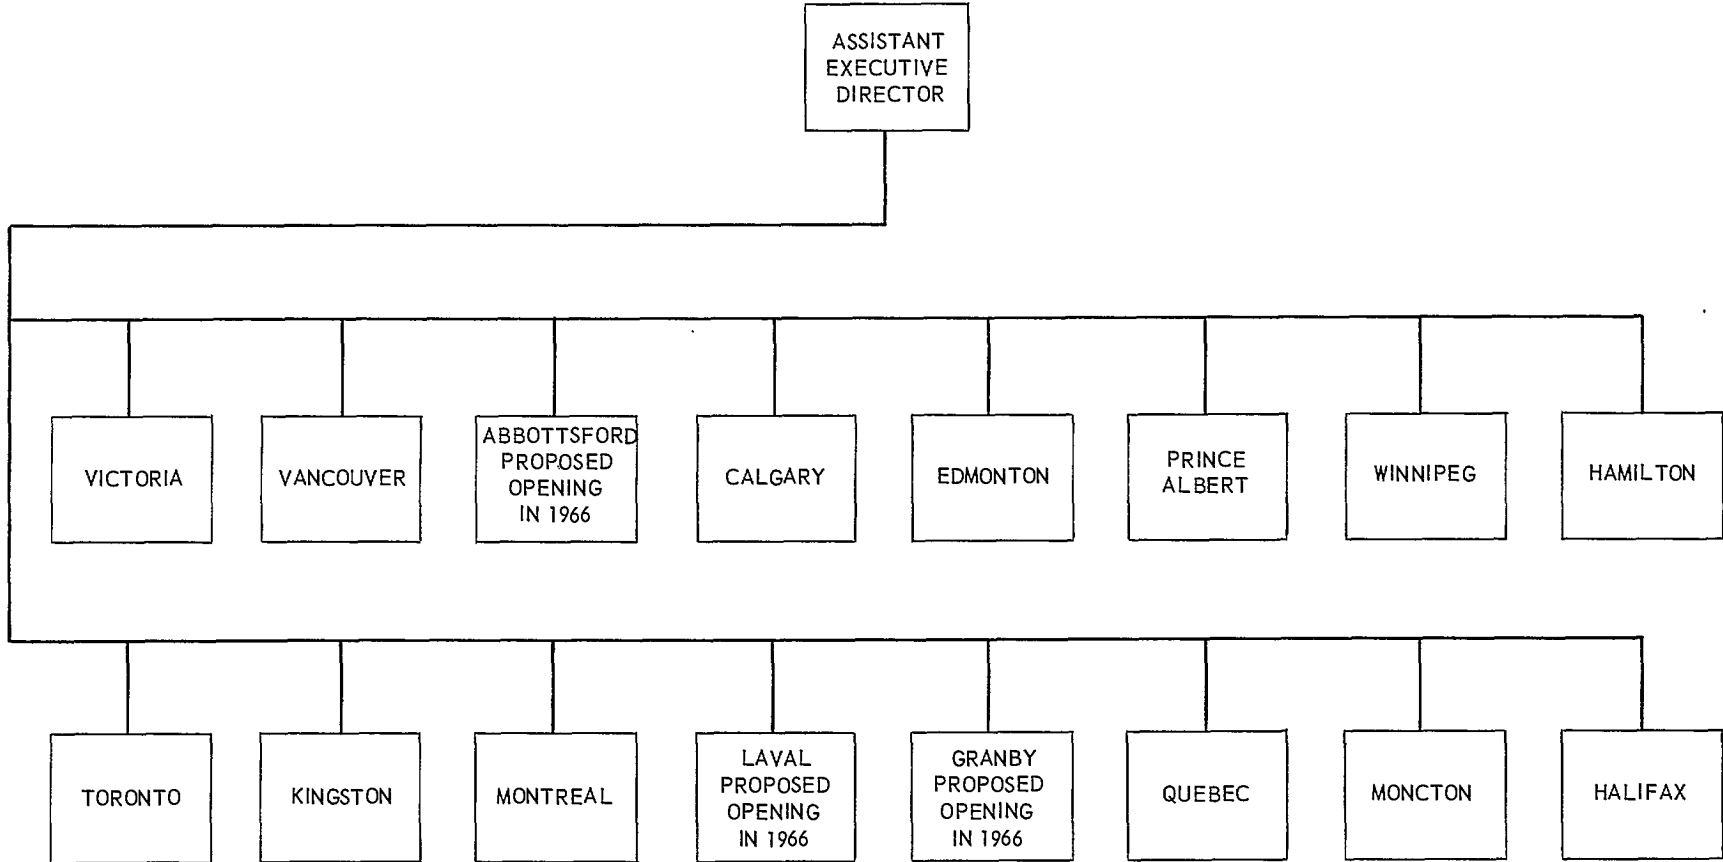 ASSISTANT
EXECUTIVE
DIRECTOR
VICTORIA
VANCOUVER
ABBOTTSFORD
PROPOSED
OPENING
IN 1966
CALGARY
EDMONTON
PRINCE
ALBERT
WINNIPEG
HAMILTON
TORONTO
KINGSTON
MONTREAL
LAVAL
PROPOSED
OPENING
IN 1966
GRANBY
PROPOSED
OPENING
IN 1966
QUEBEC
MONCTON
HALIFAX